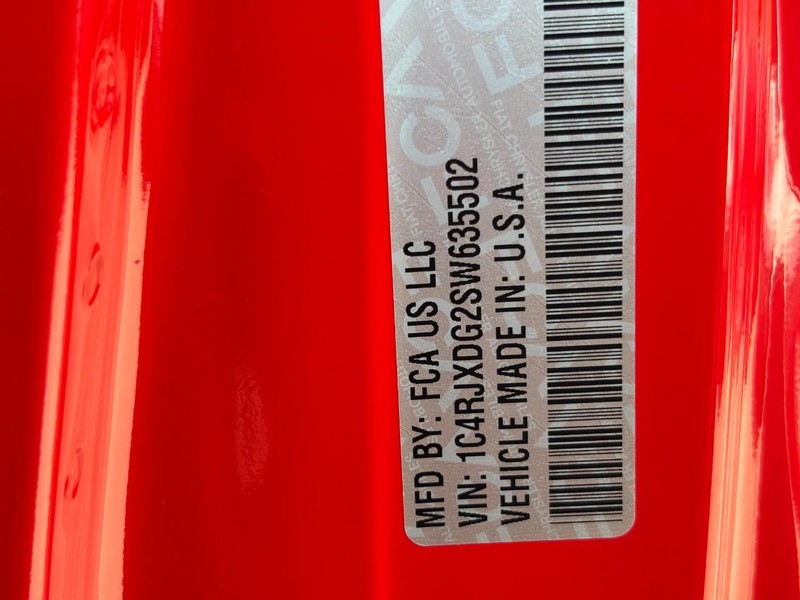 MFD BY: FCA US LLC
VIN: 1C4RJXDG2SW635502
VEHICLE MADE IN: U.S.A.